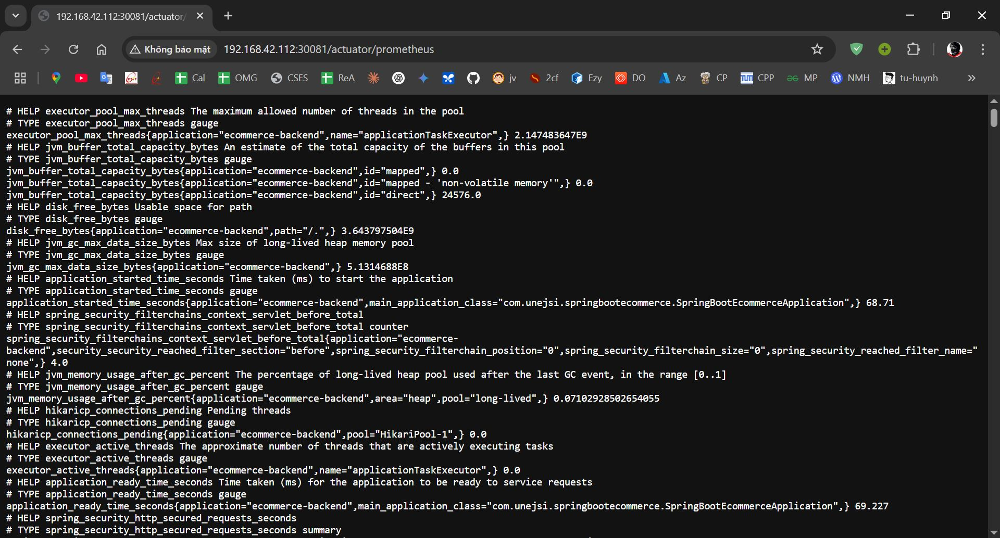 192.168.42.112:30081/actuator/
Không bảo mật 192.168.42.112:30081/actuator/prometheus
Cal OMG CSES ReA jv 2cf Ezy DO Az CP CPP MP NMH tu-huynh
# HELP executor_pool_max_threads The maximum allowed number of threads in the pool
# TYPE executor_pool_max_threads gauge
executor_pool_max_threads{application="ecommerce-backend",name="applicationTaskExecutor",} 2.147483647E9
# HELP jvm_buffer_total_capacity_bytes An estimate of the total capacity of the buffers in this pool
# TYPE jvm_buffer_total_capacity_bytes gauge
jvm_buffer_total_capacity_bytes{application="ecommerce-backend",id="mapped",} 0.0
jvm_buffer_total_capacity_bytes{application="ecommerce-backend",id="mapped - 'non-volatile memory'",} 0.0
jvm_buffer_total_capacity_bytes{application="ecommerce-backend",id="direct",} 24576.0
# HELP disk_free_bytes Usable space for path
# TYPE disk_free_bytes gauge
disk_free_bytes{application="ecommerce-backend",path="/.",} 3.643797504E9
# HELP jvm_gc_max_data_size_bytes Max size of long-lived heap memory pool
# TYPE jvm_gc_max_data_size_bytes gauge
jvm_gc_max_data_size_bytes{application="ecommerce-backend",} 5.1314688E8
# HELP application_started_time_seconds Time taken (ms) to start the application
# TYPE application_started_time_seconds gauge
application_started_time_seconds{application="ecommerce-backend",main_application_class="com.unejsi.springbootecommerce.SpringBootEcommerceApplication",} 68.71
# HELP spring_security_filterchains_context_servlet_before_total
# TYPE spring_security_filterchains_context_servlet_before_total counter
spring_security_filterchains_context_servlet_before_total{application="ecommerce-
backend",security_security_reached_filter_section="before",spring_security_filterchain_position="0",spring_security_filterchain_size="0",spring_security_reached_filter_name="
none",} 4.0
# HELP jvm_memory_usage_after_gc_percent The percentage of long-lived heap pool used after the last GC event, in the range [0..1]
# TYPE jvm_memory_usage_after_gc_percent gauge
jvm_memory_usage_after_gc_percent{application="ecommerce-backend",area="heap",pool="long-lived",} 0.07102928502654055
# HELP hikaricp_connections_pending Pending threads
# TYPE hikaricp_connections_pending gauge
hikaricp_connections_pending{application="ecommerce-backend",pool="HikariPool-1",} 0.0
# HELP executor_active_threads The approximate number of threads that are actively executing tasks
# TYPE executor_active_threads gauge
executor_active_threads{application="ecommerce-backend",name="applicationTaskExecutor",} 0.0
# HELP application_ready_time_seconds Time taken (ms) for the application to be ready to service requests
# TYPE application_ready_time_seconds gauge
application_ready_time_seconds{application="ecommerce-backend",main_application_class="com.unejsi.springbootecommerce.SpringBootEcommerceApplication",} 69.227
# HELP spring_security_http_secured_requests_seconds
# TYPE spring_security_http_secured_requests_seconds summary